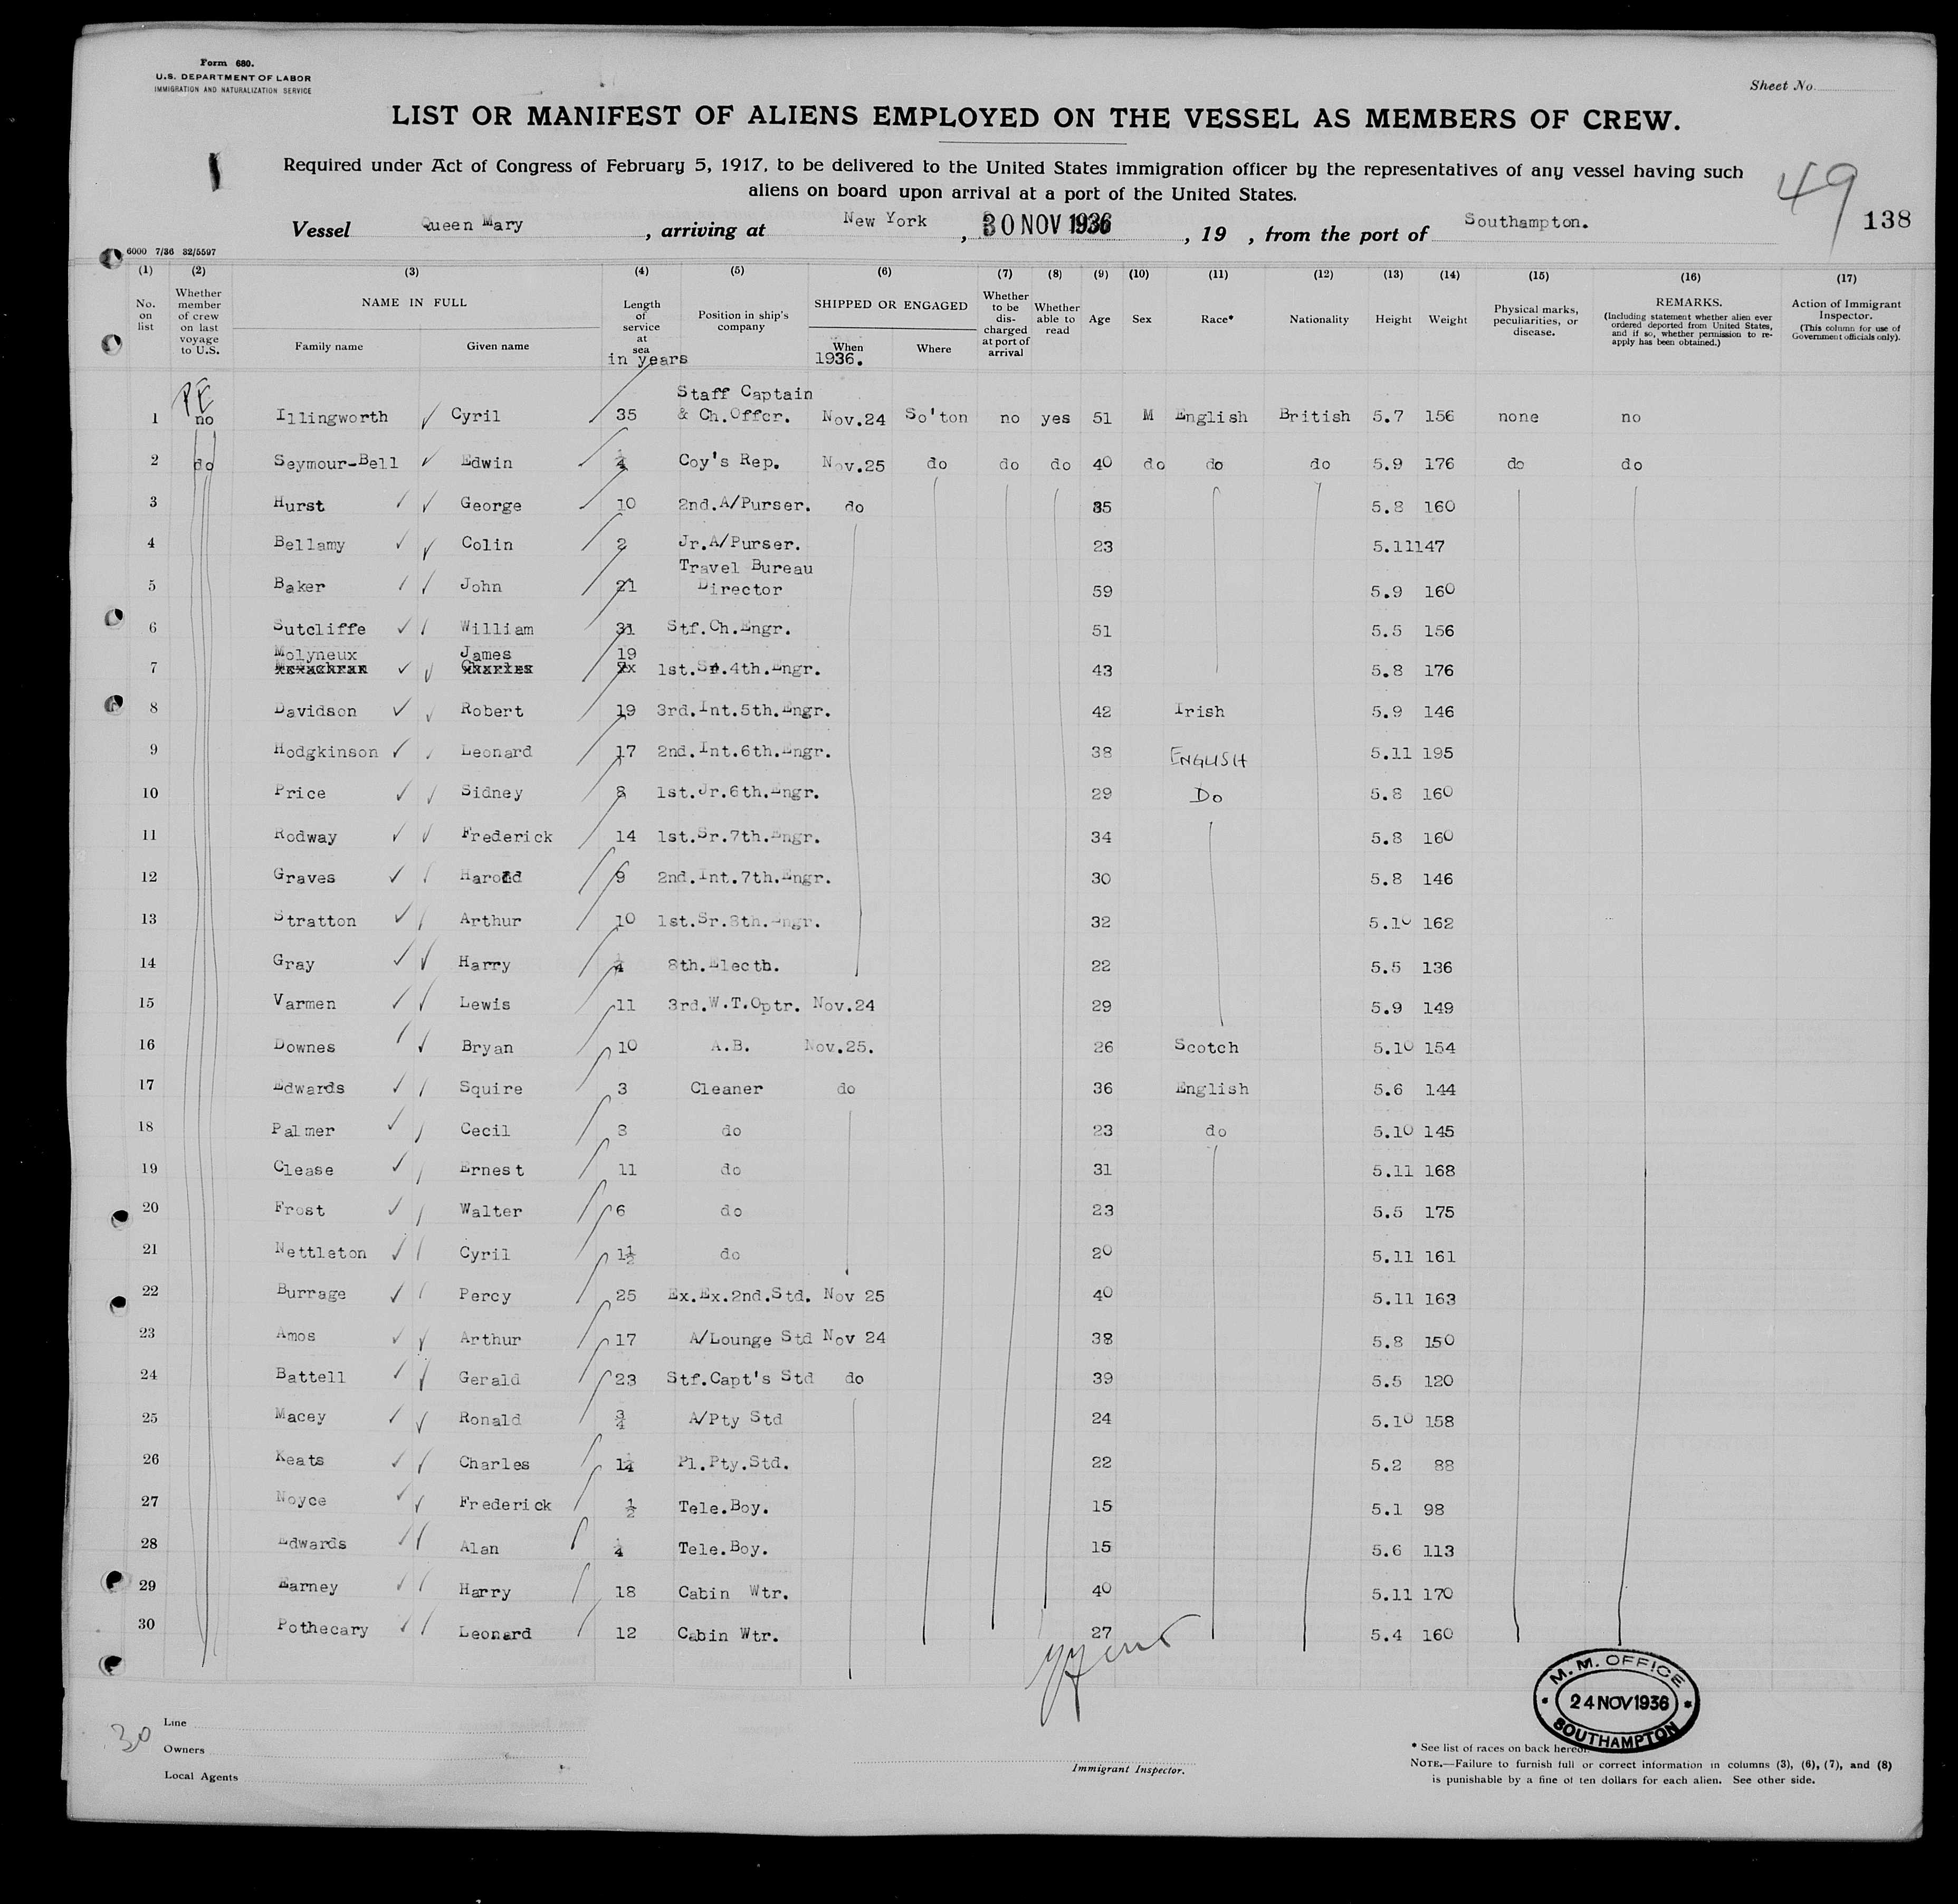 Form 680.
U.S. DEPARTMENT OF LABOR
IMMIGRATION AND NATURALIZATION SERVICE
Sheet No.
LIST OR MANIFEST OF ALIENS EMPLOYED ON THE VESSEL AS MEMBERS OF CREW.
Required under Act of Congress of February 5, 1917, to be delivered to the United States immigration officer by the representatives of any vessel having such
aliens on board upon arrival at a port of the United States.
49
138
Vessel Queen Mary, arriving at New York, 30 NOV 1936, 19 , from the port of Southampton.
6000 7/36 32/5597
(1) (2) (3) (4) (5) (6) (7) (8) (9) (10) (11) (12) (13) (14) (15) (16) (17)
No. on list
Whether member of crew on last voyage to U.S.
NAME IN FULL
Family name Given name
Length of service at sea
in years
Position in ship's company
SHIPPED OR ENGAGED
When Where
1936.
Whether to be discharged at port of arrival
Whether able to read
Age
Sex
Race*
Nationality
Height
Weight
Physical marks, peculiarities, or disease.
REMARKS.
(Including statement whether alien ever ordered deported from United States, and if so, whether permission to re-apply has been obtained.)
Action of Immigrant Inspector.
(This column for use of Government officials only).
PE
1 no Illingworth Cyril 35 Staff Captain & Ch.Offer. Nov.24 So'ton no yes 51 M English British 5.7 156 none no
2 do Seymour-Bell Edwin Coy's Rep. Nov.25 do do do 40 do do do 5.9 176 do do
3 Hurst George 10 2nd.A/Purser. do 35 5.8 160
4 Bellamy Colin 2 Jr.A/Purser. 23 5.11 147
5 Baker John 21 Travel Bureau Director 59 5.9 160
6 Sutcliffe William 31 Stf.Ch.Engr. 51 5.5 156
7 Molyneux James 19 1st.Sr.4th.Engr. 43 5.8 176
8 Davidson Robert 19 3rd.Int.5th.Engr. 42 Irish 5.9 146
9 Hodgkinson Leonard 17 2nd.Int.6th.Engr. 38 ENGLISH 5.11 195
10 Price Sidney 8 1st.Jr.6th.Engr. 29 Do 5.8 160
11 Rodway Frederick 14 1st.Sr.7th.Engr. 34 5.8 160
12 Graves Harold 9 2nd.Int.7th.Engr. 30 5.8 146
13 Stratton Arthur 10 1st.Sr.8th.Engr. 32 5.10 162
14 Gray Harry 8th.Electn. 22 5.5 136
15 Varmen Lewis 11 3rd.W.T.Optr. Nov.24 29 5.9 149
16 Downes Bryan 10 A.B. Nov.25. 26 Scotch 5.10 154
17 Edwards Squire 3 Cleaner do 36 English 5.6 144
18 Palmer Cecil 3 do 23 do 5.10 145
19 Clease Ernest 11 do 31 5.11 168
20 Frost Walter 6 do 23 5.5 175
21 Nettleton Cyril 1½ do 20 5.11 161
22 Burrage Percy 25 Ex.Ex.2nd.Std. Nov 25 40 5.11 163
23 Amos Arthur 17 A/Lounge Std Nov 24 38 5.8 150
24 Battell Gerald 23 Stf.Capt's Std do 39 5.5 120
25 Macey Ronald ¾ A/Pty Std 24 5.10 158
26 Keats Charles 1¼ Pl.Pty.Std. 22 5.2 88
27 Noyce Frederick ½ Tele.Boy. 15 5.1 98
28 Edwards Alan ¼ Tele.Boy. 15 5.6 113
29 Earney Harry 18 Cabin Wtr. 40 5.11 170
30 Pothecary Leonard 12 Cabin Wtr. 27 5.4 160
M. M. OFFICE
24 NOV 1936
SOUTHAMPTON
30
Line
Owners
Local Agents
Immigrant Inspector.
* See list of races on back hereof.
NOTE.—Failure to furnish full or correct information in columns (3), (6), (7), and (8)
is punishable by a fine of ten dollars for each alien. See other side.